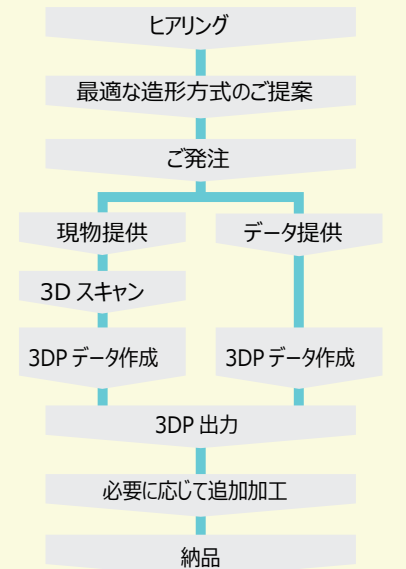 ヒアリング
最適な造形方式のご提案
ご発注
現物提供
データ提供
3D スキャン
3DP データ作成
3DP データ作成
3DP 出力
必要に応じて追加加工
納品